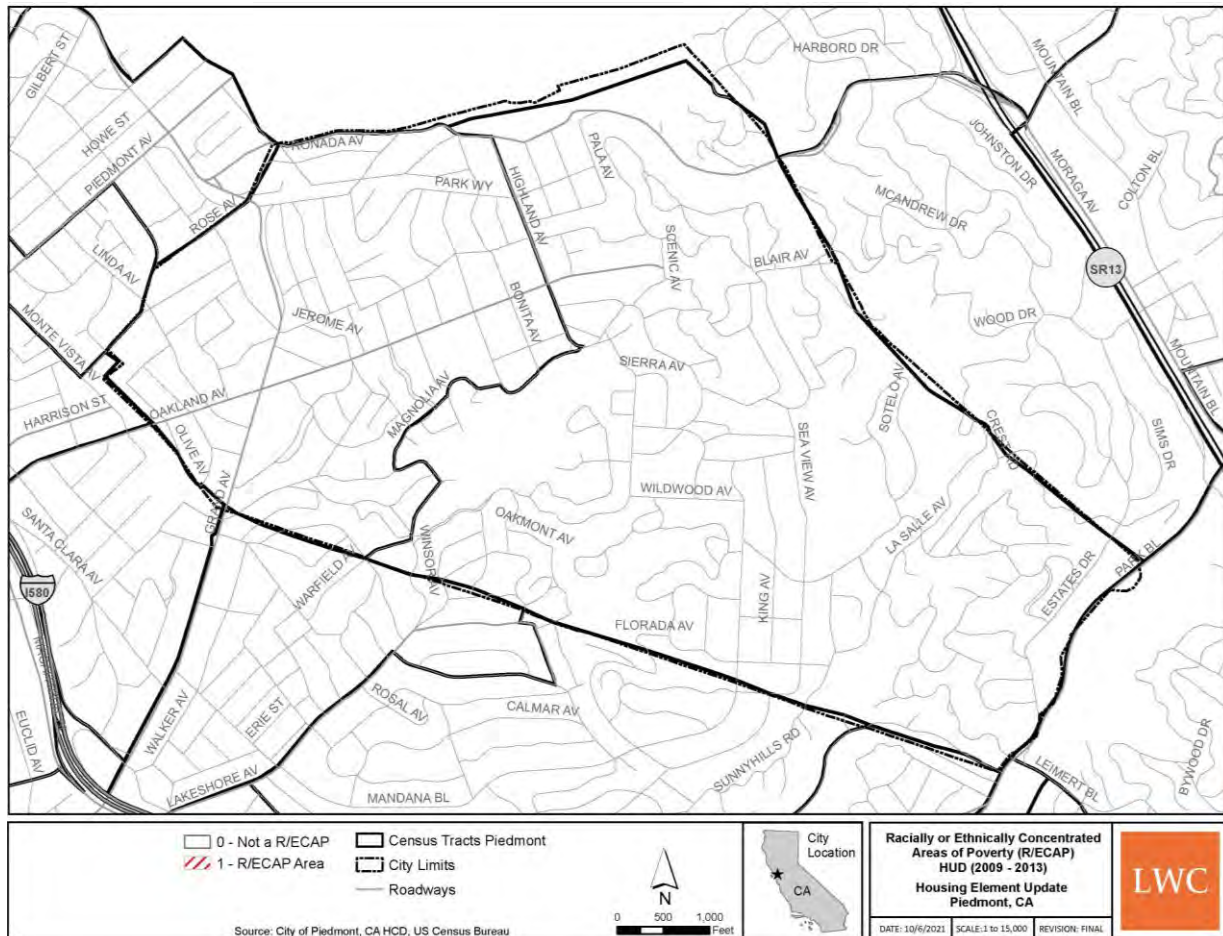 GILBERT ST
HOWE ST
PIEDMONT AV
ROSE AV
LINDA AV
MONTE VISTA AV
HARRISON ST
OAKLAND AV
OLIVE AV
GRAND AV
SANTA CLARA AV
I580
EUCLID AV
WALKER AV
LAKESHORE AV
ERIE ST
MANDANA BL
ROSAL AV
CALMAR AV
WARFIELD AV
WINSOR AV
OAKMONT AV
MAGNOLIA AV
JEROME AV
BONITA AV
PARK WY
HIGHLAND AV
PALA AV
SCENIC AV
BLAIR AV
SIERRA AV
WILDWOOD AV
SEA VIEW AV
SOTELO AV
LA SALLE AV
KING AV
FLORADA AV
SUNNYHILLS RD
ESTATES DR
PARK BL
LEIMERT BL
BYWOOD DR
SIMS DR
WOOD DR
MCANDREW DR
JOHNSTON DR
HARBORD DR
MOUNTAIN BL
MORAGA AV
COLTON BL
SR13
MOUNTAIN BL
0 - Not a R/ECAP
1 - R/ECAP Area
Census Tracts Piedmont
City Limits
Roadways
Source: City of Piedmont, CA HCD, US Census Bureau
N
0 500 1,000
Feet
City
Location
CA
Racially or Ethnically Concentrated
Areas of Poverty (R/ECAP)
HUD (2009 - 2013)
Housing Element Update
Piedmont, CA
DATE: 10/6/2021 SCALE:1 to 15,000 REVISION: FINAL
LWC